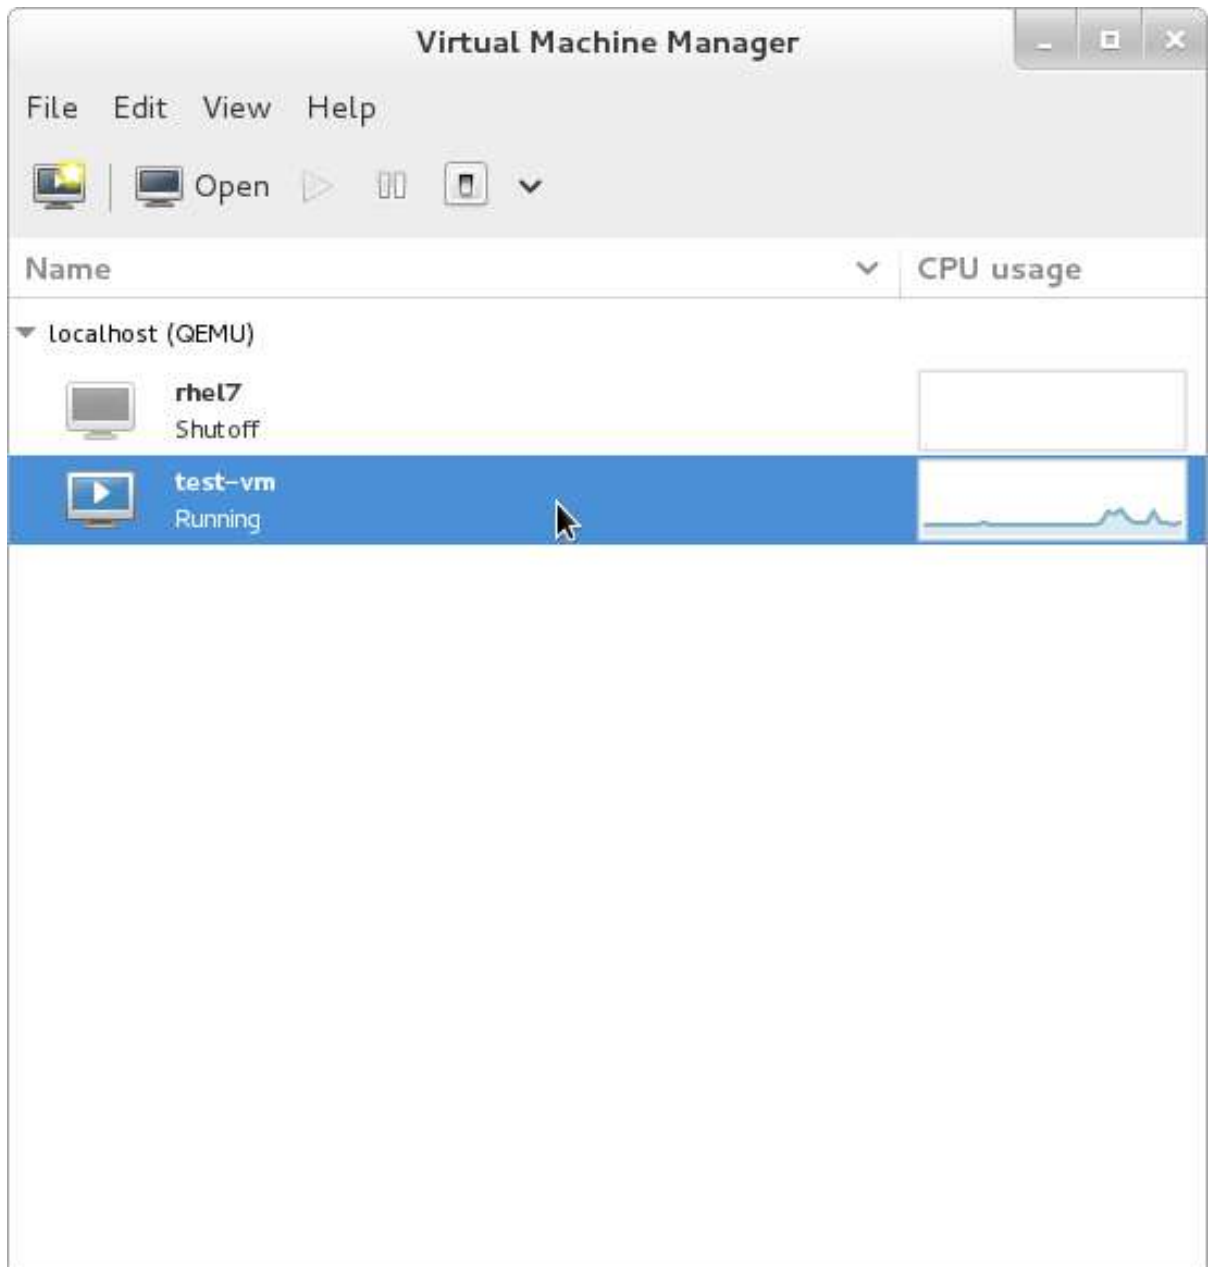 Virtual Machine Manager
File Edit View Help
Open
Name CPU usage
localhost (QEMU)
rhel7
Shutoff
test-vm
Running